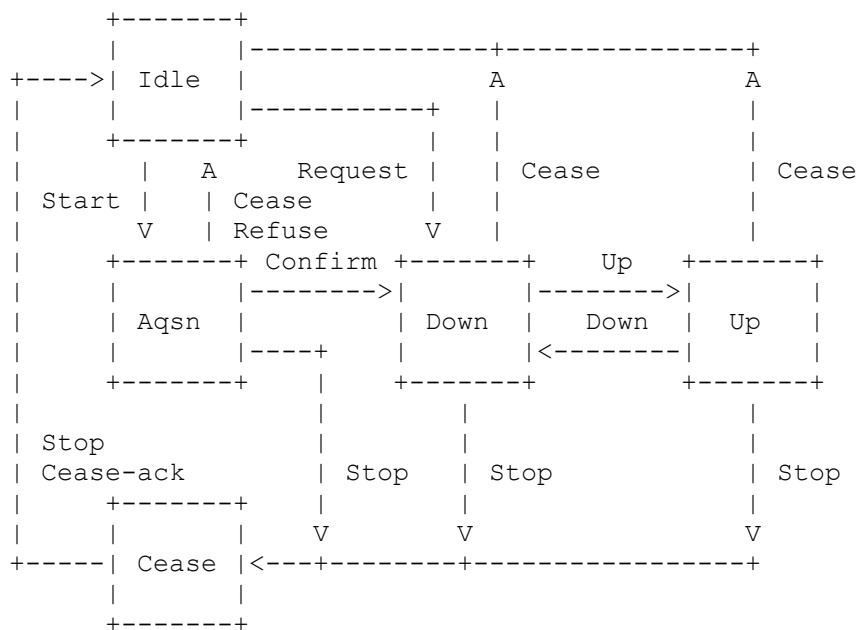 Idle
Request Cease Cease
Start Cease
Refuse
Confirm Up
Aqsn Down Down Up
Stop
Cease-ack Stop Stop Stop
Cease